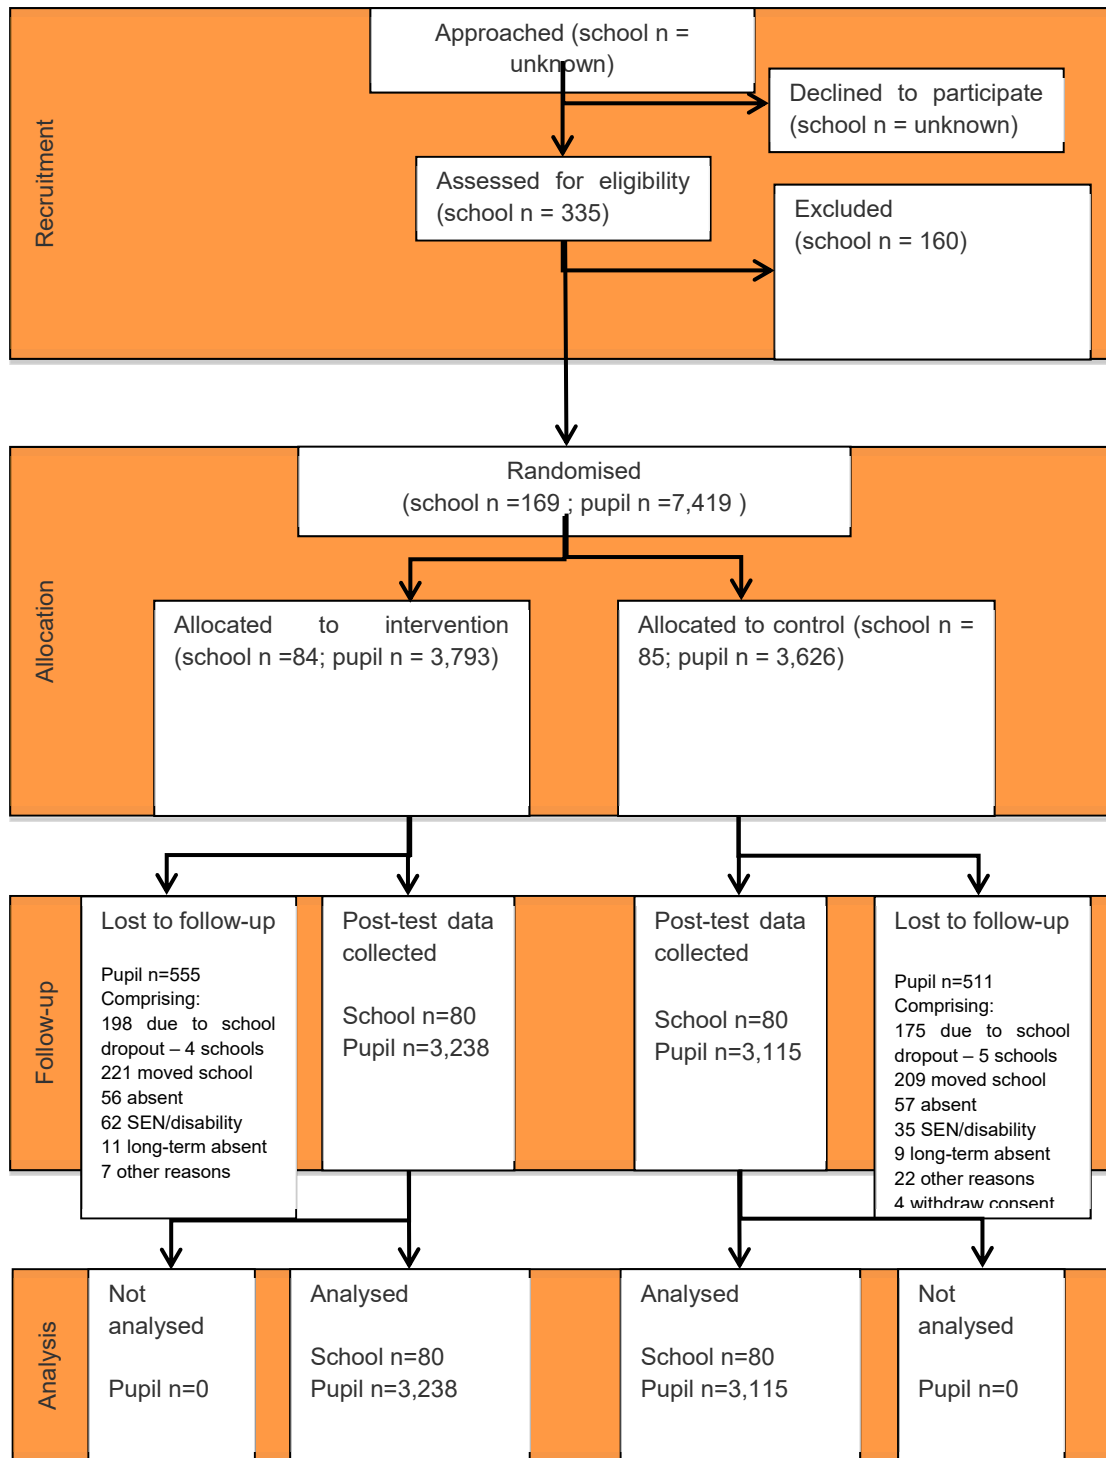 Recruitment
Approached (school n =
unknown)
Declined to participate
(school n = unknown)
Assessed for eligibility
(school n = 335)
Excluded
(school n = 160)
Allocation
Randomised
(school n =169 ; pupil n =7,419 )
Allocated to intervention
(school n =84; pupil n = 3,793)
Allocated to control (school n =
85; pupil n = 3,626)
Follow-up
Lost to follow-up
Pupil n=555
Comprising:
198 due to school
dropout – 4 schools
221 moved school
56 absent
62 SEN/disability
11 long-term absent
7 other reasons
Post-test data
collected
School n=80
Pupil n=3,238
Post-test data
collected
School n=80
Pupil n=3,115
Lost to follow-up
Pupil n=511
Comprising:
175 due to school
dropout – 5 schools
209 moved school
57 absent
35 SEN/disability
9 long-term absent
22 other reasons
4 withdraw consent
Analysis
Not
analysed
Pupil n=0
Analysed
School n=80
Pupil n=3,238
Analysed
School n=80
Pupil n=3,115
Not
analysed
Pupil n=0